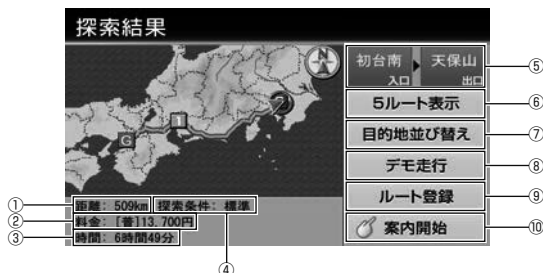 探索結果
N
初台南 ▶ 天保山
入口 出口
⑤
5ルート表示
⑥
目的地並び替え
⑦
デモ走行
⑧
ルート登録
⑨
案内開始
⑩
1
G
① 距離: 509km 探索条件: 標準
② 料金: [普]13,700円
③ 時間: 6時間49分
④